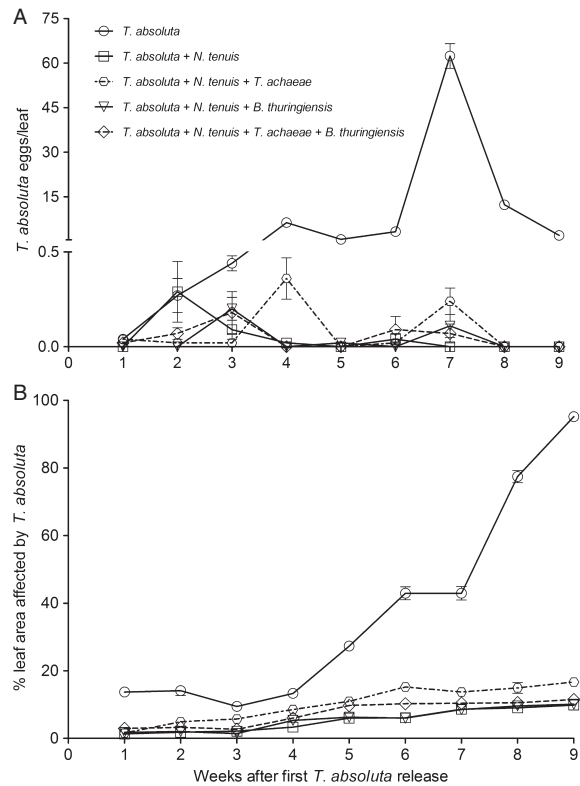 A
75
60
45
30
15
0.5
0.0
T. absoluta eggs/leaf
T. absoluta
T. absoluta + N. tenuis
T. absoluta + N. tenuis + T. achaeae
T. absoluta + N. tenuis + B. thuringiensis
T. absoluta + N. tenuis + T. achaeae + B. thuringiensis
0 1 2 3 4 5 6 7 8 9
B
100
80
60
40
20
0
% leaf area affected by T. absoluta
0 1 2 3 4 5 6 7 8 9
Weeks after first T. absoluta release